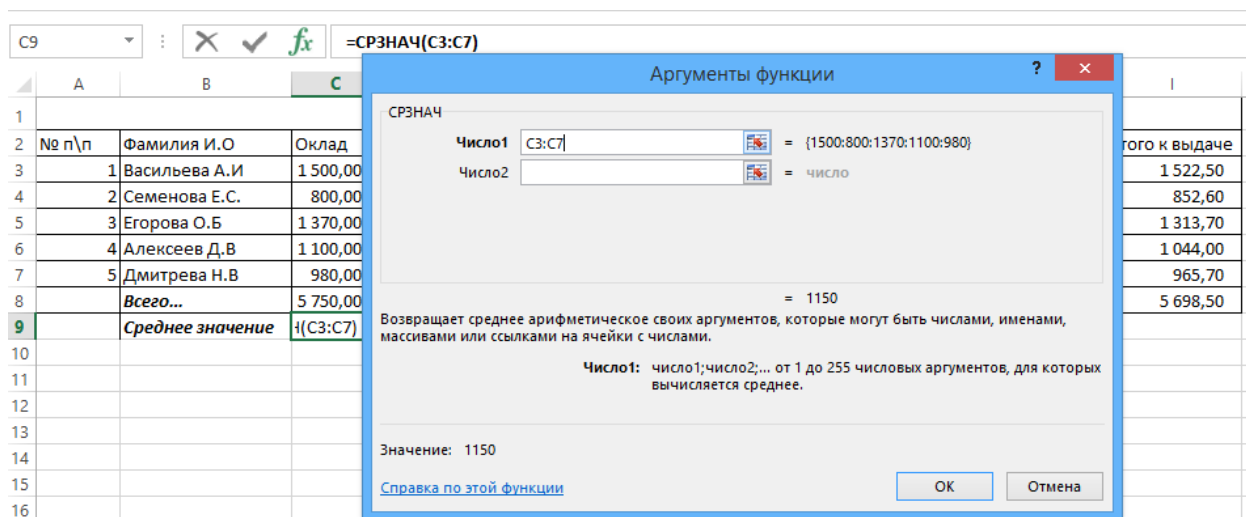 C9 fx =СРЗНАЧ(C3:C7)
Аргументы функции ? ×
A B C I
1
СРЗНАЧ
2 № п\п Фамилия И.О Оклад того к выдаче
Число1 C3:C7 = {1500:800:1370:1100:980}
3 1 Васильева А.И 1 500,00 1 522,50
Число2 = число
4 2 Семенова Е.С. 800,00 852,60
5 3 Егорова О.Б 1 370,00 1 313,70
6 4 Алексеев Д.В 1 100,00 1 044,00
7 5 Дмитрева Н.В 980,00 965,70
8 Всего... 5 750,00 5 698,50
= 1150
9 Среднее значение (C3:C7)
Возвращает среднее арифметическое своих аргументов, которые могут быть числами, именами,
массивами или ссылками на ячейки с числами.
10
Число1: число1;число2;... от 1 до 255 числовых аргументов, для которых
вычисляется среднее.
11
12
13
14
Значение: 1150
15
Справка по этой функции ОК Отмена
16